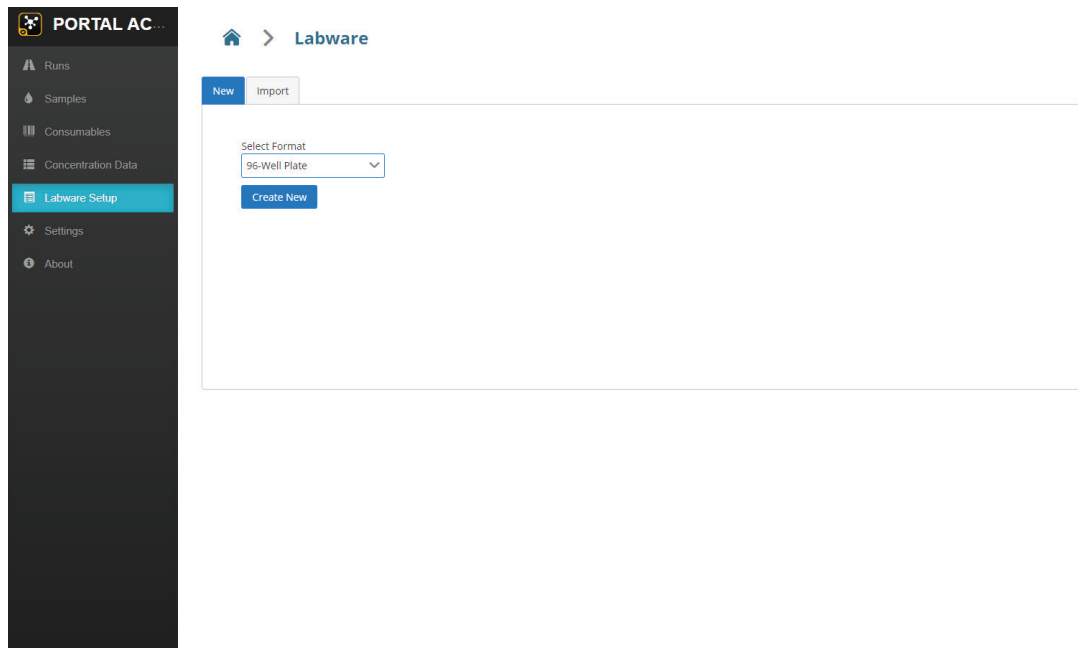 PORTAL AC...
Runs
Samples
Consumables
Concentration Data
Labware Setup
Settings
About
Labware
New
Import
Select Format
96-Well Plate
Create New